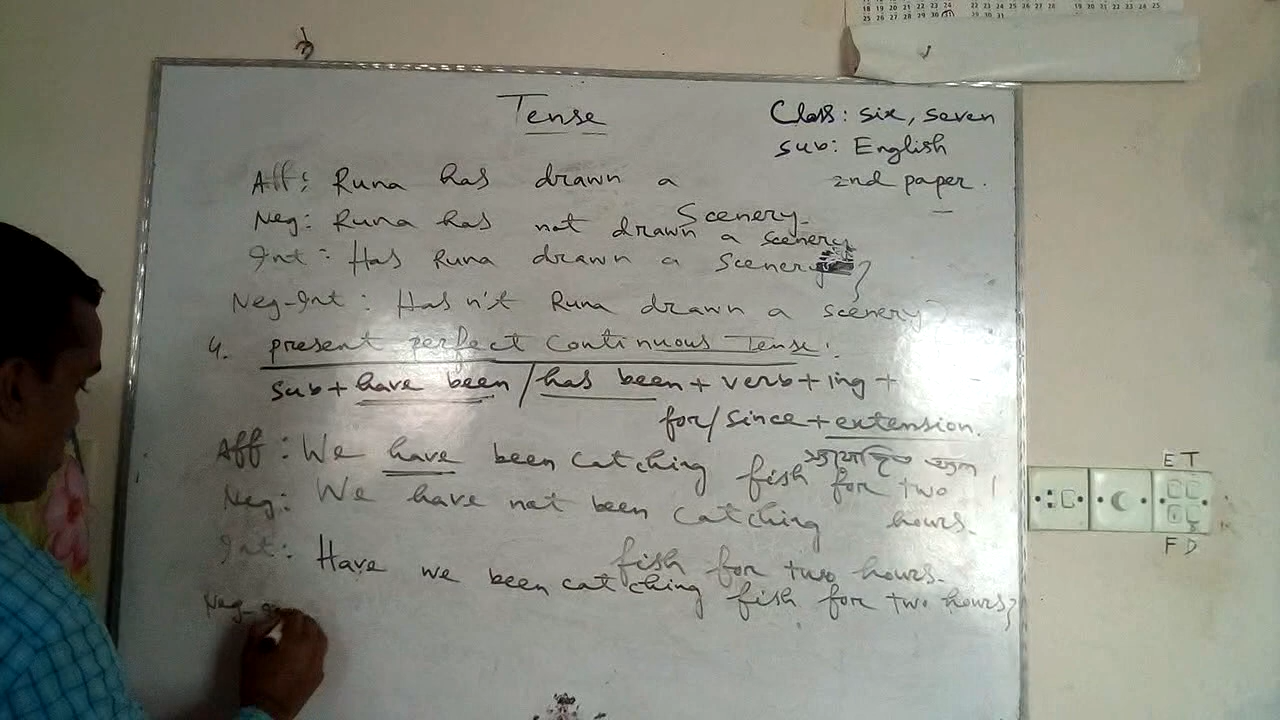 Tense
Class: six, seven
sub: English
2nd paper.
Aff: Runa has drawn a
Scenery.
Neg: Runa has not drawn a scenery
Int: Has Runa drawn a scenery?
Neg-Int: Has n't Runa drawn a scenery?
4. present perfect Continuous Tense:
sub + have been / has been + verb + ing +
for/since + extension.
Aff: We have been catching fish for two
hours.
Neg: We have not been catching
fish for two hours.
Int: Have we been catching fish for two hours?
Neg-
ET
FD